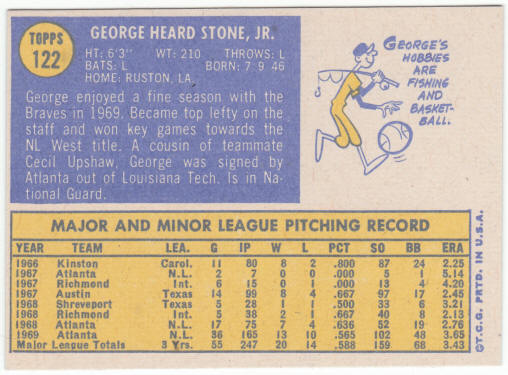 TOPPS
122
GEORGE HEARD STONE, JR.
HT: 6'3" WT: 210 THROWS: L
BATS: L BORN: 7 9 46
HOME: RUSTON, LA.
George enjoyed a fine season with the
Braves in 1969. Became top lefty on the
staff and won key games towards the
NL West title. A cousin of teammate
Cecil Upshaw, George was signed by
Atlanta out of Louisiana Tech. Is in Na-
tional Guard.
GEORGE'S
HOBBIES
ARE
FISHING
AND
BASKET-
BALL.
MAJOR AND MINOR LEAGUE PITCHING RECORD
YEAR TEAM LEA. G IP W L PCT SO BB ERA
1966 Kinston Carol. 11 80 8 2 .800 87 24 2.25
1967 Atlanta N.L. 2 7 0 0 .000 5 1 5.14
1967 Richmond Int. 6 15 0 1 .000 13 4 4.20
1967 Austin Texas 14 99 8 4 .667 97 17 2.45
1968 Shreveport Texas 5 28 1 1 .500 33 6 3.21
1968 Richmond Int. 5 38 2 1 .667 40 8 2.13
1968 Atlanta N.L. 17 75 7 4 .636 52 19 2.76
1969 Atlanta N.L. 36 165 13 10 .565 102 48 3.65
Major League Totals 3 Yrs. 55 247 20 14 .588 159 68 3.43
©T.C.G. PRTD. IN U.S.A.